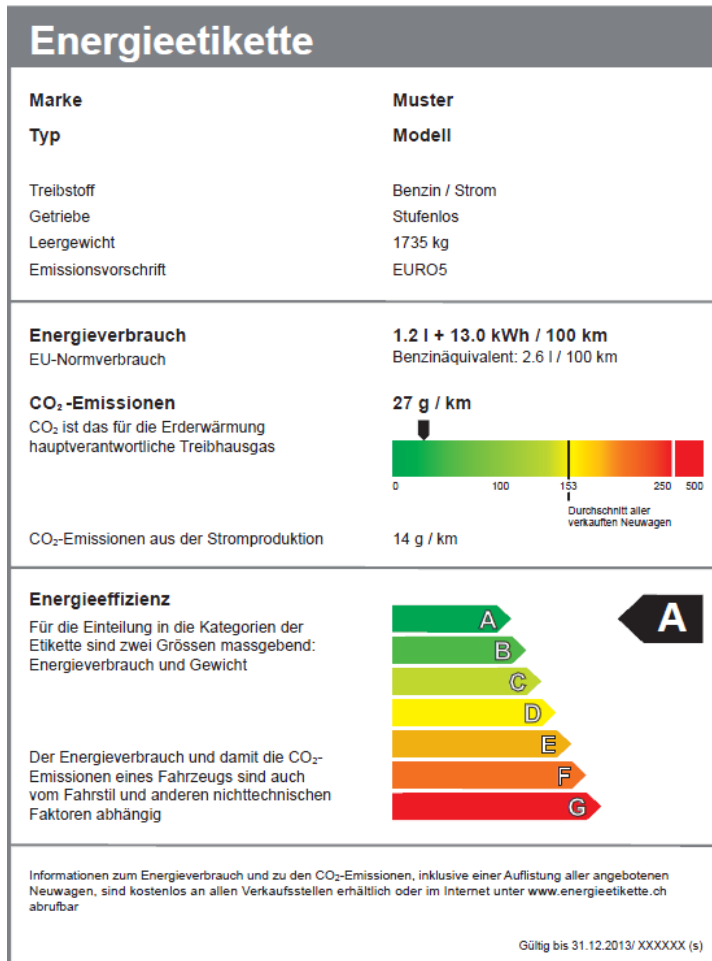 Energieetikette
Marke Muster
Typ Modell
Treibstoff Benzin / Strom
Getriebe Stufenlos
Leergewicht 1735 kg
Emissionsvorschrift EURO5
Energieverbrauch 1.2 l + 13.0 kWh / 100 km
EU-Normverbrauch Benzinäquivalent: 2.6 l / 100 km
CO₂-Emissionen 27 g / km
CO₂ ist das für die Erderwärmung
hauptverantwortliche Treibhausgas
0 100 153 250 500
Durchschnitt aller
verkauften Neuwagen
CO₂-Emissionen aus der Stromproduktion 14 g / km
Energieeffizienz
Für die Einteilung in die Kategorien der
Etikette sind zwei Grössen massgebend:
Energieverbrauch und Gewicht
Der Energieverbrauch und damit die CO₂-
Emissionen eines Fahrzeugs sind auch
vom Fahrstil und anderen nichttechnischen
Faktoren abhängig
A A
B
C
D
E
F
G
Informationen zum Energieverbrauch und zu den CO₂-Emissionen, inklusive einer Auflistung aller angebotenen
Neuwagen, sind kostenlos an allen Verkaufsstellen erhältlich oder im Internet unter www.energieetikette.ch
abrufbar
Gültig bis 31.12.2013/ XXXXXX (s)